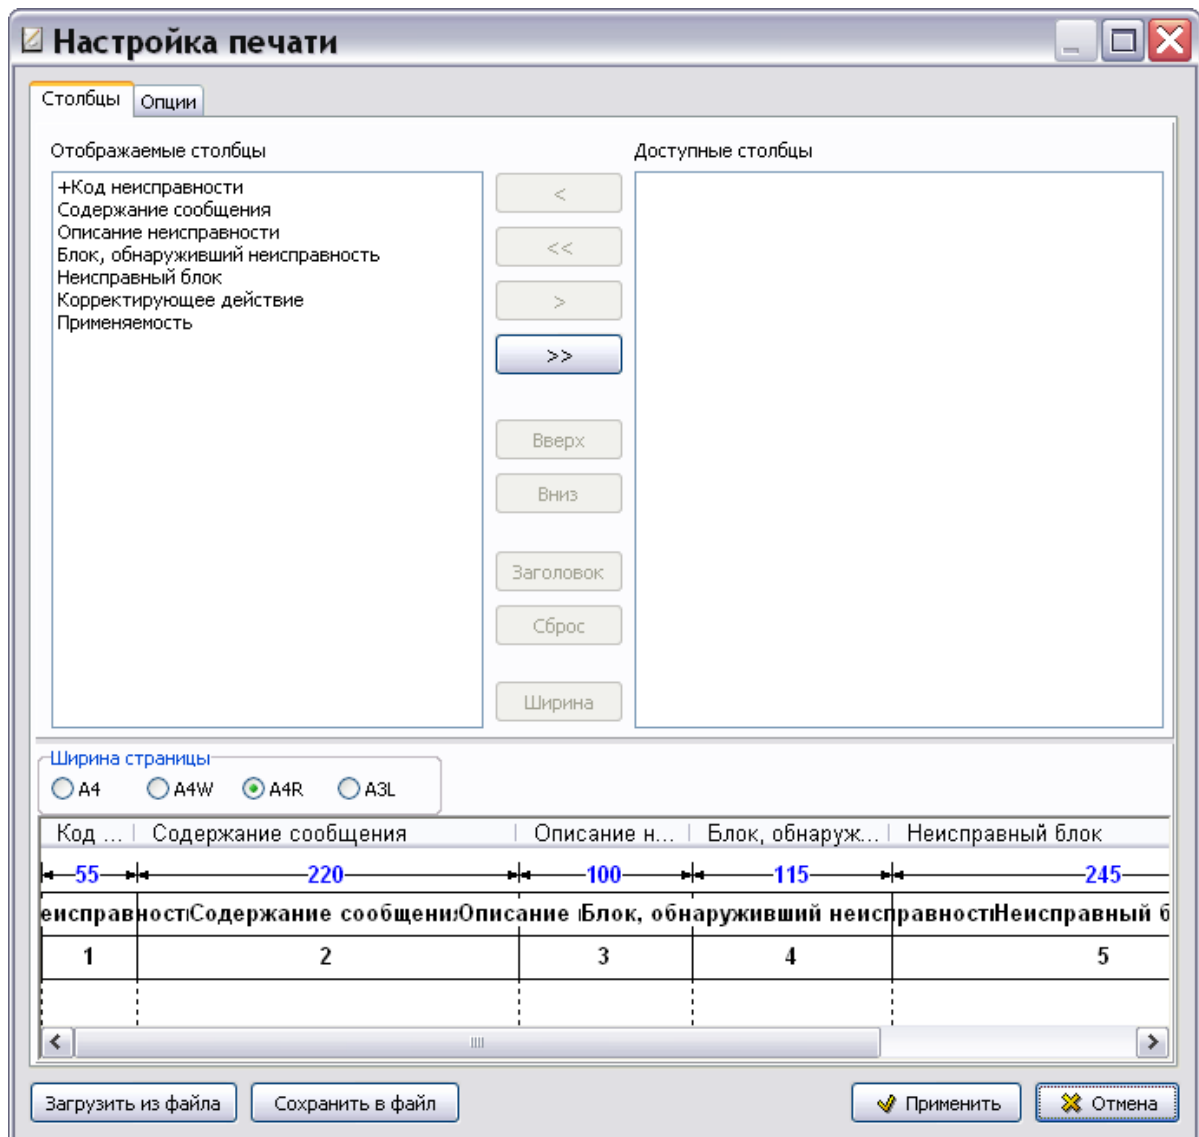 Настройка печати
Столбцы Опции
Отображаемые столбцы
Доступные столбцы
+Код неисправности
Содержание сообщения
Описание неисправности
Блок, обнаруживший неисправность
Неисправный блок
Корректирующее действие
Применяемость
<
<<
>
>>
Вверх
Вниз
Заголовок
Сброс
Ширина
Ширина страницы
A4 A4W A4R A3L
Код ... Содержание сообщения Описание н... Блок, обнаруж... Неисправный блок
55 220 100 115 245
еисправност Содержание сообщени Описание Блок, обнаруживший неисправност Неисправный б
1 2 3 4 5
Загрузить из файла Сохранить в файл Применить Отмена